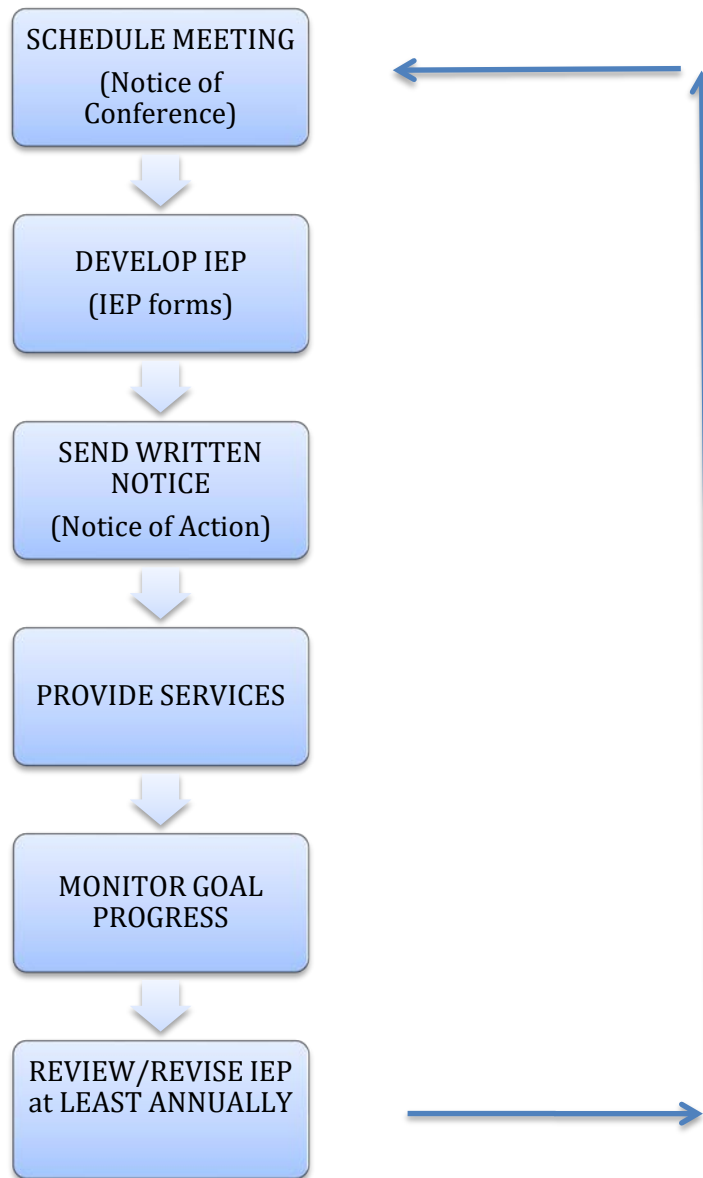 SCHEDULE MEETING
(Notice of
Conference)
DEVELOP IEP
(IEP forms)
SEND WRITTEN
NOTICE
(Notice of Action)
PROVIDE SERVICES
MONITOR GOAL
PROGRESS
REVIEW/REVISE IEP
at LEAST ANNUALLY